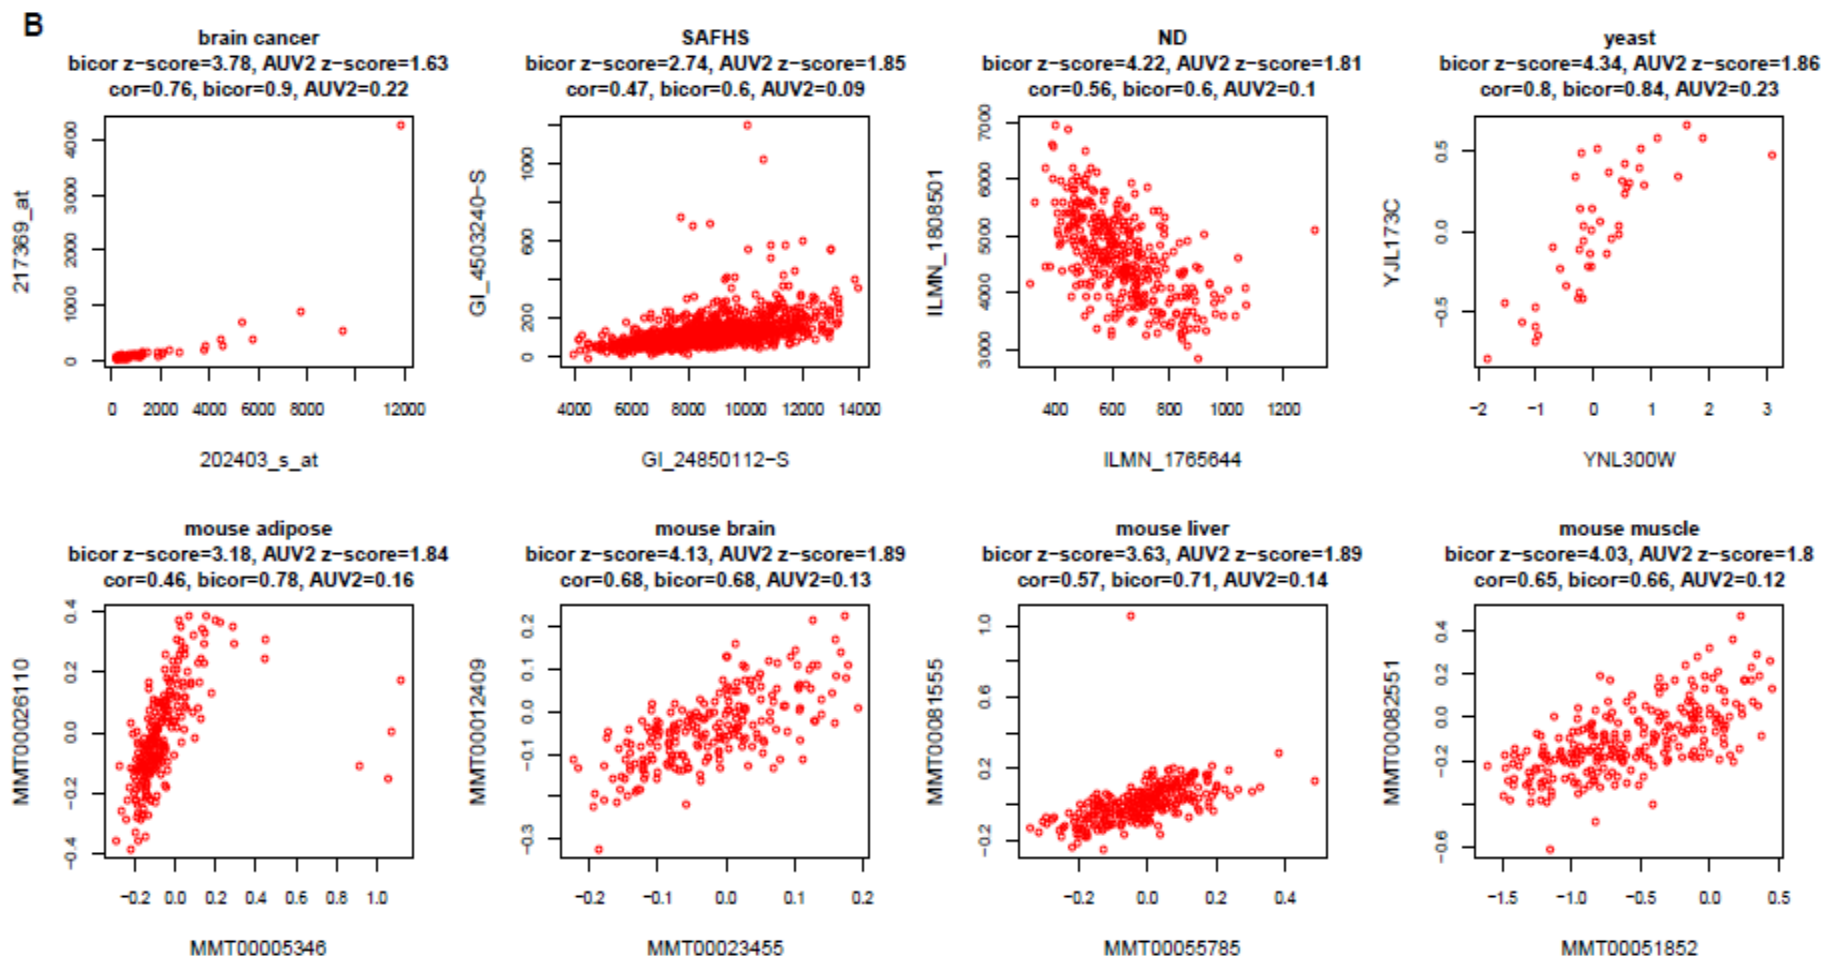 B
brain cancer
bicor z−score=3.78, AUV2 z−score=1.63
cor=0.76, bicor=0.9, AUV2=0.22
217369_at
4000
3000
2000
1000
0
0 2000 4000 6000 8000 12000
202403_s_at
SAFHS
bicor z−score=2.74, AUV2 z−score=1.85
cor=0.47, bicor=0.6, AUV2=0.09
GI_4503240−S
1000
600
200
0
4000 6000 8000 10000 12000 14000
GI_24850112−S
ND
bicor z−score=4.22, AUV2 z−score=1.81
cor=0.56, bicor=0.6, AUV2=0.1
ILMN_1808501
7000
6000
5000
4000
3000
400 600 800 1000 1200
ILMN_1765644
yeast
bicor z−score=4.34, AUV2 z−score=1.86
cor=0.8, bicor=0.84, AUV2=0.23
YJL173C
0.5
0.0
−0.5
−2 −1 0 1 2 3
YNL300W
mouse adipose
bicor z−score=3.18, AUV2 z−score=1.84
cor=0.46, bicor=0.78, AUV2=0.16
MMT00026110
0.4
0.2
0.0
−0.2
−0.4
−0.2 0.0 0.2 0.4 0.6 0.8 1.0
MMT00005346
mouse brain
bicor z−score=4.13, AUV2 z−score=1.89
cor=0.68, bicor=0.68, AUV2=0.13
MMT00012409
0.2
0.1
0.0
−0.1
−0.3
−0.2 −0.1 0.0 0.1 0.2
MMT00023455
mouse liver
bicor z−score=3.63, AUV2 z−score=1.89
cor=0.57, bicor=0.71, AUV2=0.14
MMT00081555
1.0
0.6
0.2
−0.2
−0.2 0.0 0.2 0.4
MMT00055785
mouse muscle
bicor z−score=4.03, AUV2 z−score=1.8
cor=0.65, bicor=0.66, AUV2=0.12
MMT00082551
0.4
0.2
0.0
−0.2
−0.6
−1.5 −1.0 −0.5 0.0 0.5
MMT00051852